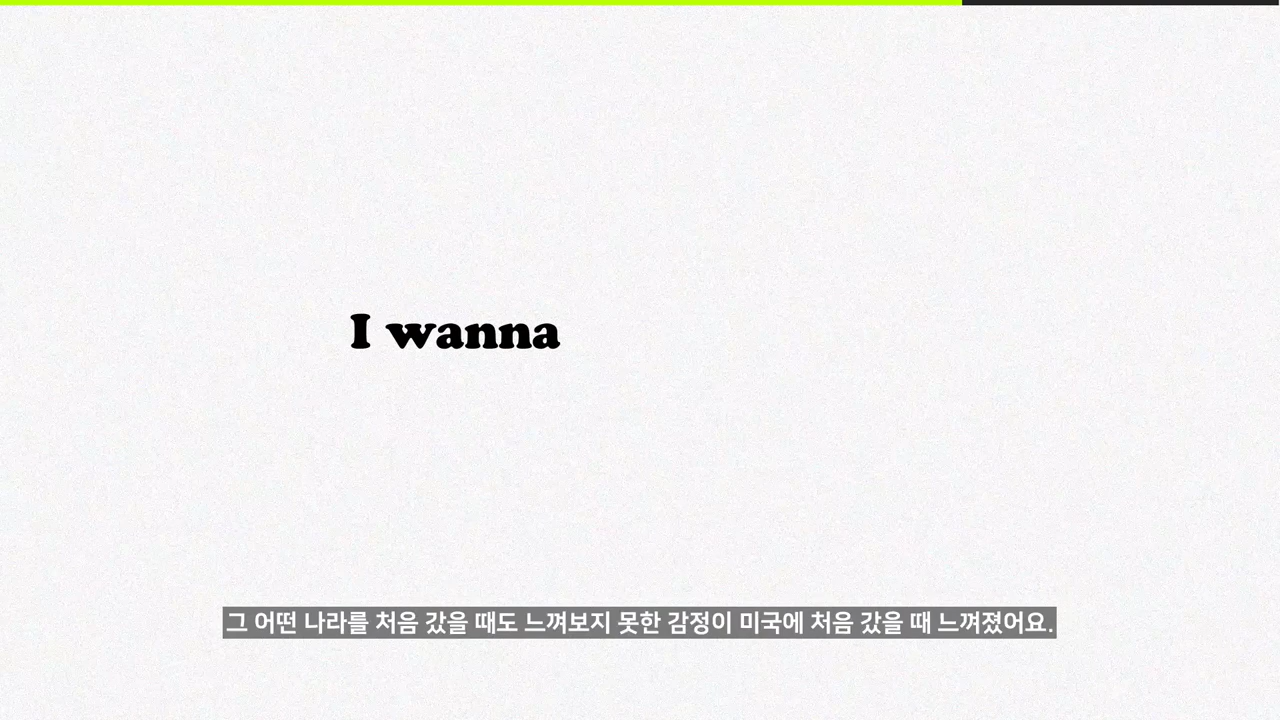 I wanna
그 어떤 나라를 처음 갔을 때도 느껴보지 못한 감정이 미국에 처음 갔을 때 느껴졌어요.